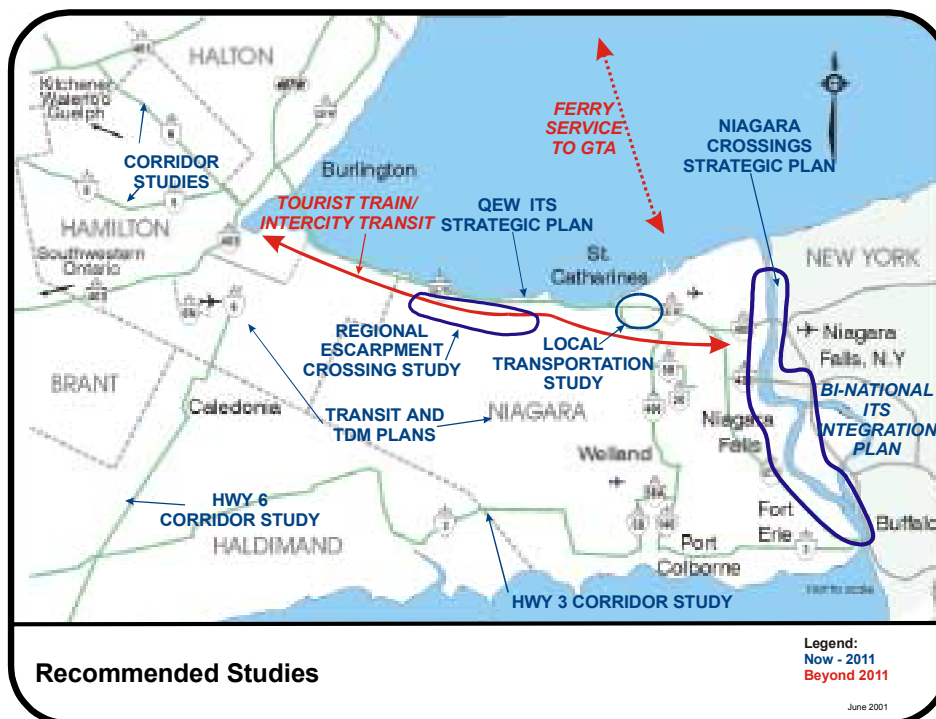 HALTON
Kitchener
Waterloo
Guelph
CORRIDOR
STUDIES
Burlington
FERRY
SERVICE
TO GTA
NIAGARA
CROSSINGS
STRATEGIC PLAN
TOURIST TRAIN/
INTERCITY TRANSIT
QEW ITS
STRATEGIC PLAN
HAMILTON
Southwestern
Ontario
403
St.
Catharines
NEW YORK
REGIONAL
ESCARPMENT
CROSSING STUDY
LOCAL
TRANSPORTATION
STUDY
Niagara
Falls, N.Y
BRANT
Caledonia
TRANSIT AND
TDM PLANS
NIAGARA
Niagara
Falls
BI-NATIONAL
ITS
INTEGRATION
PLAN
Welland
HWY 6
CORRIDOR STUDY
HALDIMAND
Fort
Erie
Buffalo
Port
Colborne
HWY 3 CORRIDOR STUDY
NOT TO SCALE
Recommended Studies
Legend:
Now - 2011
Beyond 2011
June 2001